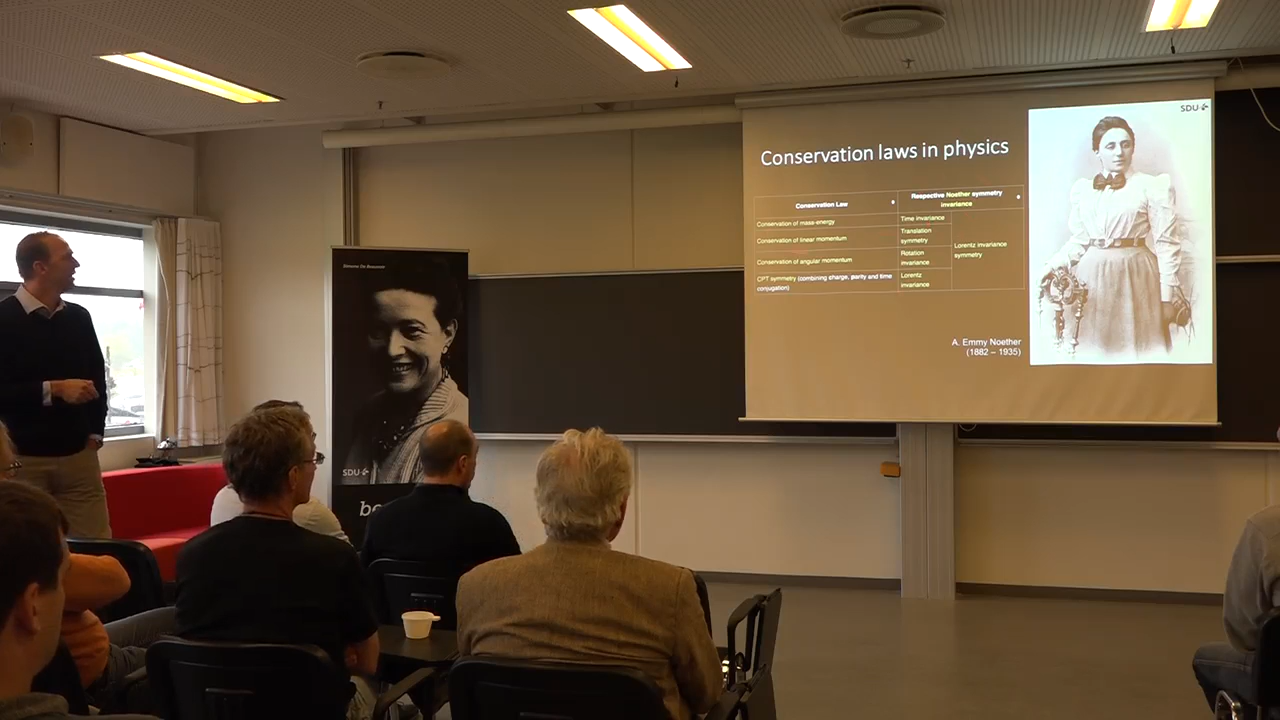 SDU
Conservation laws in physics
Conservation Law
Respective Noether symmetry
invariance
Conservation of mass-energy
Time invariance
Conservation of linear momentum
Translation
symmetry
Lorentz invariance
symmetry
Conservation of angular momentum
Rotation
invariance
CPT symmetry (combining charge, parity and time
conjugation)
Lorentz
invariance
A. Emmy Noether
(1882 – 1935)
Simone De Beauvoir
SDU
be